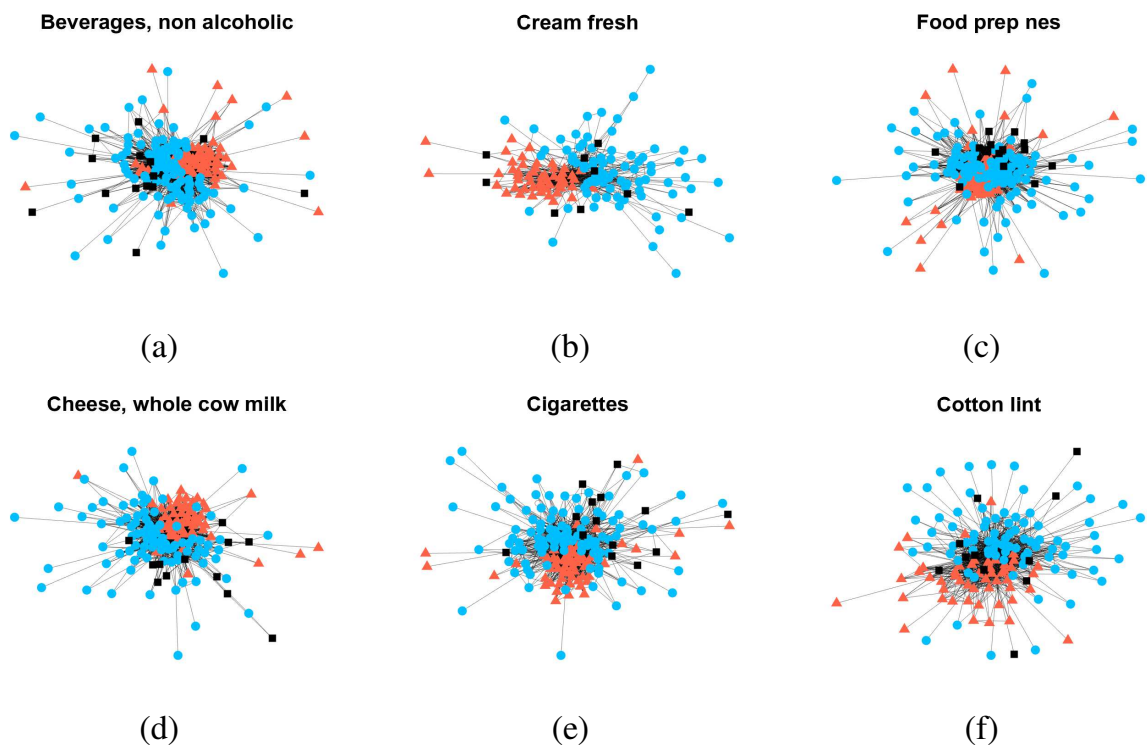 Beverages, non alcoholic
Cream fresh
Food prep nes
(a)
(b)
(c)
Cheese, whole cow milk
Cigarettes
Cotton lint
(d)
(e)
(f)